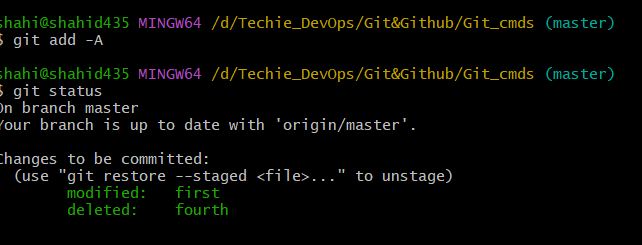 shahi@shahid435 MINGW64 /d/Techie_DevOps/Git&Github/Git_cmds (master)
$ git add -A
shahi@shahid435 MINGW64 /d/Techie_DevOps/Git&Github/Git_cmds (master)
$ git status
On branch master
Your branch is up to date with 'origin/master'.
Changes to be committed:
  (use "git restore --staged <file>..." to unstage)
        modified:   first
        deleted:    fourth